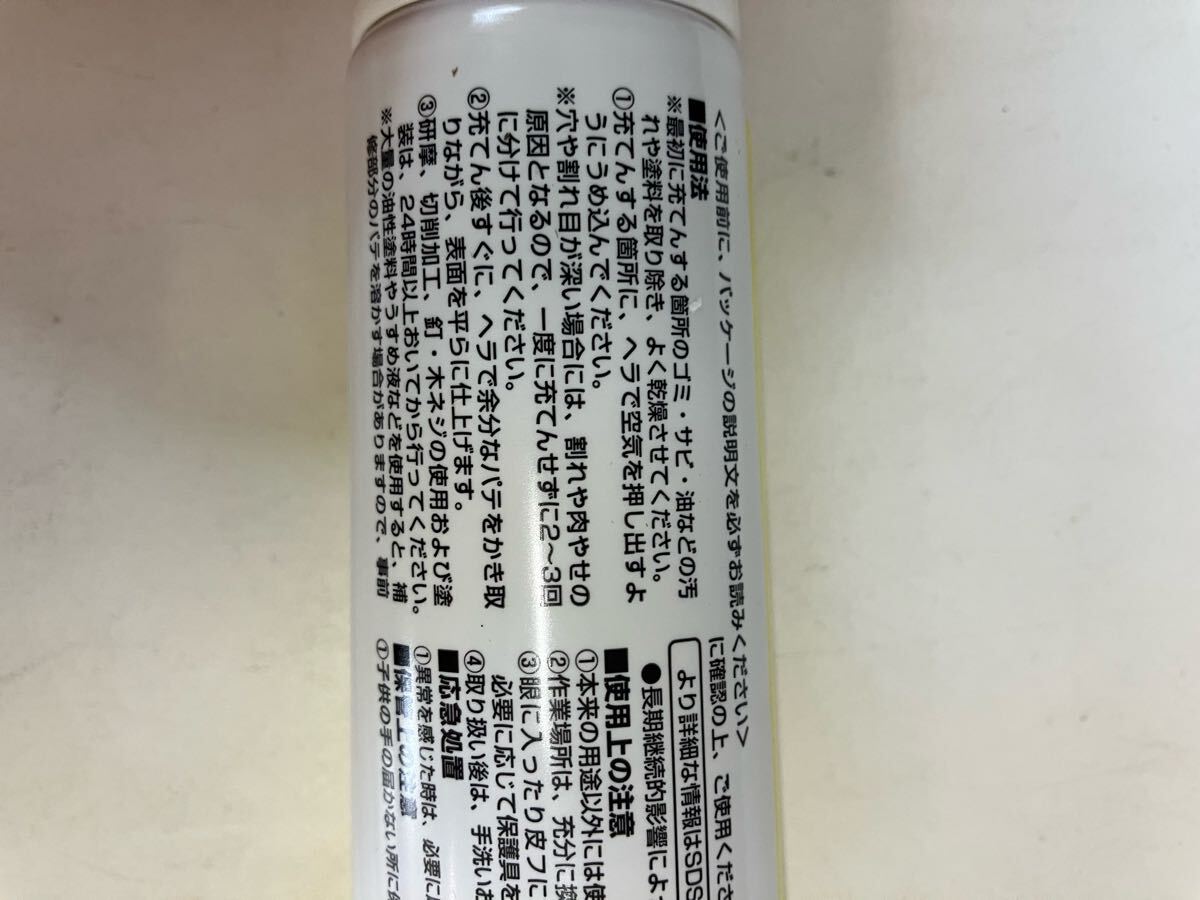 <ご使用前に、パッケージの説明文を必ずお読みください>
■使用法
※最初に充てんする箇所のゴミ・サビ・油などの汚
れや塗料を取り除き、よく乾燥させてください。
①充てんする箇所に、ヘラで空気を押し出すよ
うにうめ込んでください。
※穴や割れ目が深い場合には、割れや肉やせの
原因となるので、一度に充てんせずに2〜3回
に分けて行ってください。
②充てん後すぐに、ヘラで余分なパテをかき取
りながら、表面を平らに仕上げます。
③研摩、切削加工、釘・木ネジの使用および塗
装は、24時間以上おいてから行ってください。
※大量の油性塗料やうすめ液などを使用すると、補
修部分のパテを溶かす場合がありますので、事前
に確認の上、ご使用くださ
より詳細な情報はSDS
●長期継続的影響によっ
■使用上の注意
①本来の用途以外には使
②作業場所は、充分に換
③眼に入ったり皮フに
必要に応じて保護具を
④取り扱い後は、手洗いお
■応急処置
①異常を感じた時は、必要に
■保管上の注意
①子供の手の届かない所に保